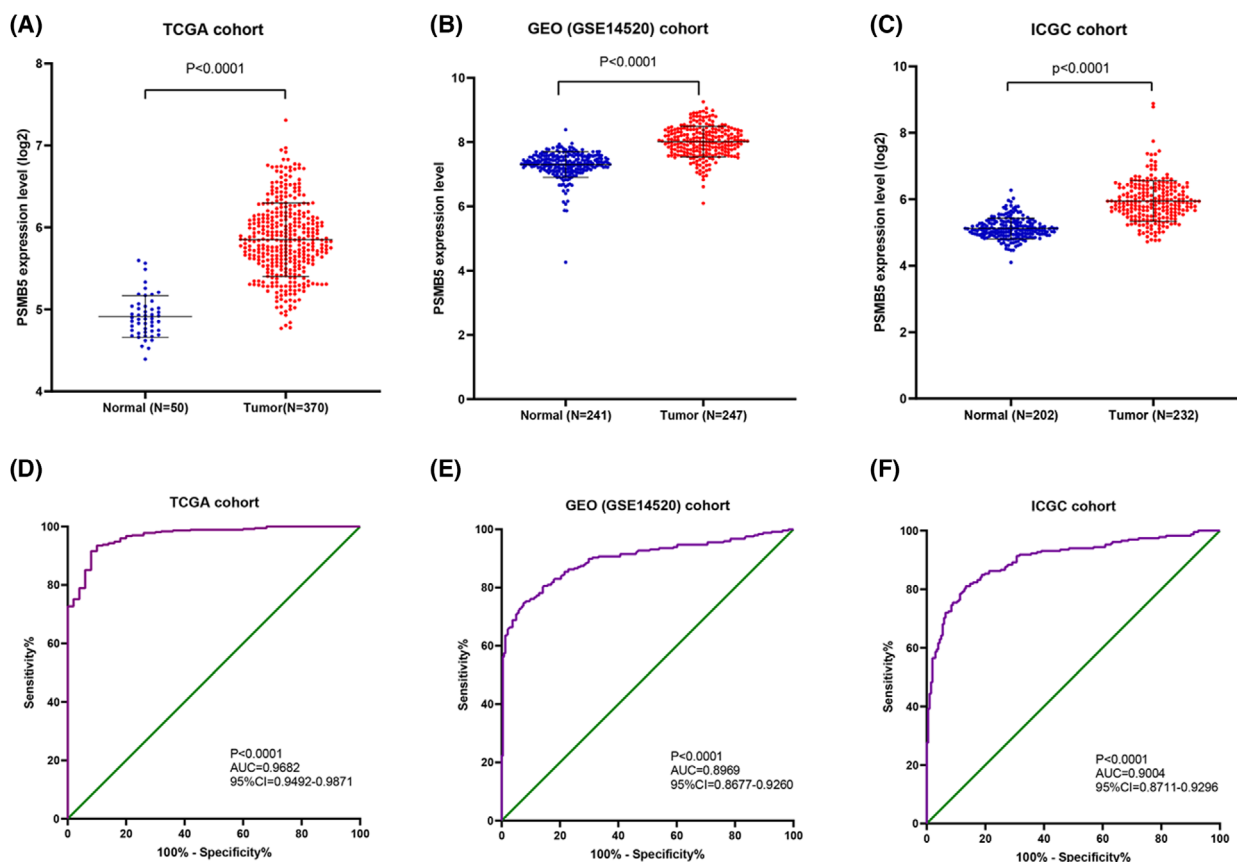 (A)
TCGA cohort
P<0.0001
PSMB5 expression level (log2)
8
7
6
5
4
Normal (N=50)
Tumor(N=370)
(B)
GEO (GSE14520) cohort
P<0.0001
PSMB5 expression level
10
8
6
4
2
0
Normal (N=241)
Tumor (N=247)
(C)
ICGC cohort
p<0.0001
PSMB5 expression level (log2)
10
8
6
4
2
0
Normal (N=202)
Tumor (N=232)
(D)
TCGA cohort
Sensitivity%
100
80
60
40
20
0
P<0.0001
AUC=0.9682
95%CI=0.9492-0.9871
0 20 40 60 80 100
100% - Specificity%
(E)
GEO (GSE14520) cohort
Sensitivity%
100
80
60
40
20
0
P<0.0001
AUC=0.8969
95%CI=0.8677-0.9260
0 20 40 60 80 100
100% - Specificity%
(F)
ICGC cohort
Sensitivity%
100
80
60
40
20
0
P<0.0001
AUC=0.9004
95%CI=0.8711-0.9296
0 20 40 60 80 100
100% - Specificity%